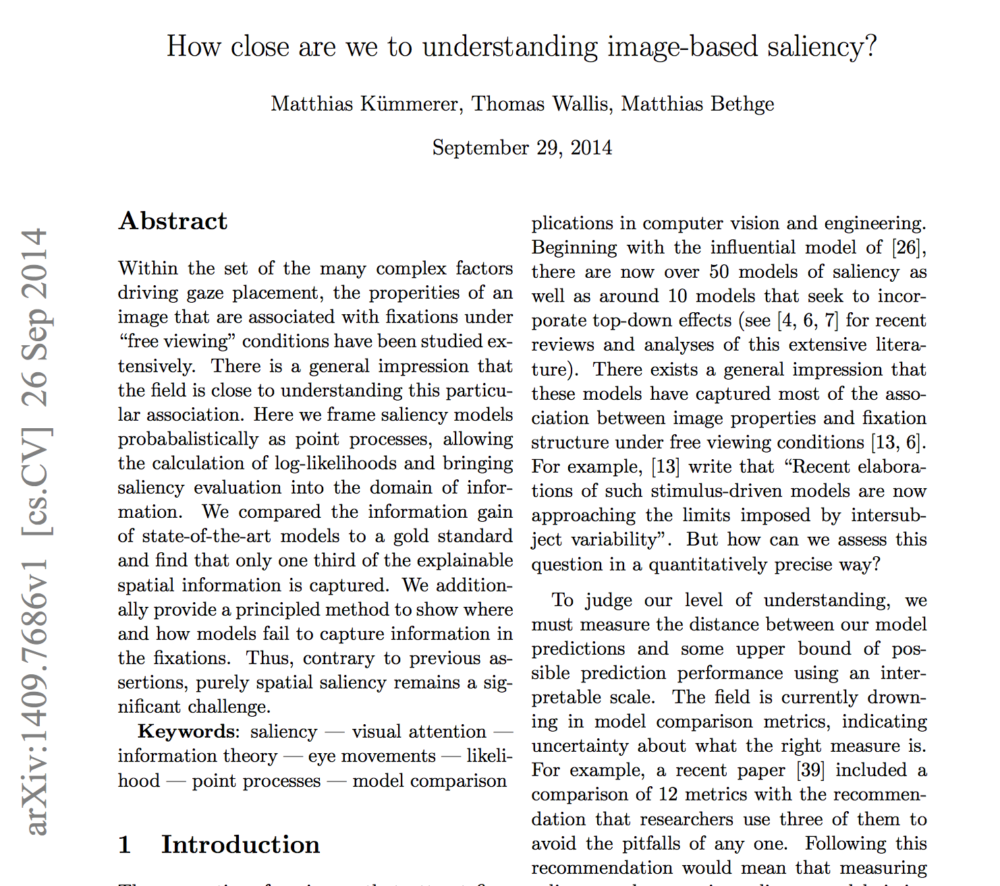 How close are we to understanding image-based saliency?
Matthias Kümmerer, Thomas Wallis, Matthias Bethge
September 29, 2014
arXiv:1409.7686v1 [cs.CV] 26 Sep 2014
Abstract
Within the set of the many complex factors
driving gaze placement, the properities of an
image that are associated with fixations under
“free viewing” conditions have been studied ex-
tensively. There is a general impression that
the field is close to understanding this particu-
lar association. Here we frame saliency models
probabalistically as point processes, allowing
the calculation of log-likelihoods and bringing
saliency evaluation into the domain of infor-
mation. We compared the information gain
of state-of-the-art models to a gold standard
and find that only one third of the explainable
spatial information is captured. We addition-
ally provide a principled method to show where
and how models fail to capture information in
the fixations. Thus, contrary to previous as-
sertions, purely spatial saliency remains a sig-
nificant challenge.
Keywords: saliency — visual attention —
information theory — eye movements — likeli-
hood — point processes — model comparison
1 Introduction
plications in computer vision and engineering.
Beginning with the influential model of [26],
there are now over 50 models of saliency as
well as around 10 models that seek to incor-
porate top-down effects (see [4, 6, 7] for recent
reviews and analyses of this extensive litera-
ture). There exists a general impression that
these models have captured most of the asso-
ciation between image properties and fixation
structure under free viewing conditions [13, 6].
For example, [13] write that “Recent elabora-
tions of such stimulus-driven models are now
approaching the limits imposed by intersub-
ject variability”. But how can we assess this
question in a quantitatively precise way?
To judge our level of understanding, we
must measure the distance between our model
predictions and some upper bound of pos-
sible prediction performance using an inter-
pretable scale. The field is currently drown-
ing in model comparison metrics, indicating
uncertainty about what the right measure is.
For example, a recent paper [39] included a
comparison of 12 metrics with the recommen-
dation that researchers use three of them to
avoid the pitfalls of any one. Following this
recommendation would mean that measuring